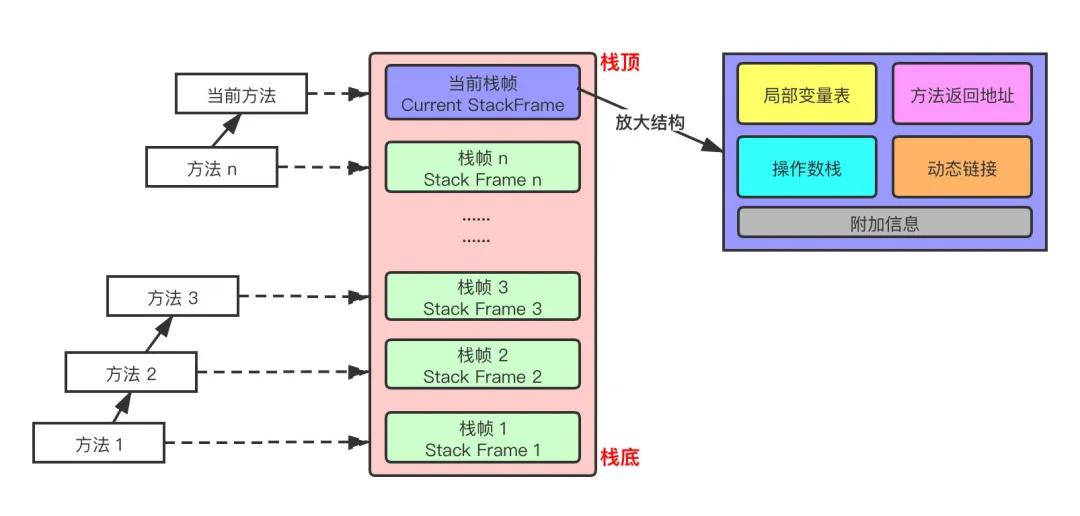 栈顶
当前方法
当前栈帧
Current StackFrame
局部变量表
方法返回地址
放大结构
方法 n
栈帧 n
Stack Frame n
操作数栈
动态链接
附加信息
......
......
方法 3
栈帧 3
Stack Frame 3
方法 2
栈帧 2
Stack Frame 2
方法 1
栈帧 1
Stack Frame 1
栈底